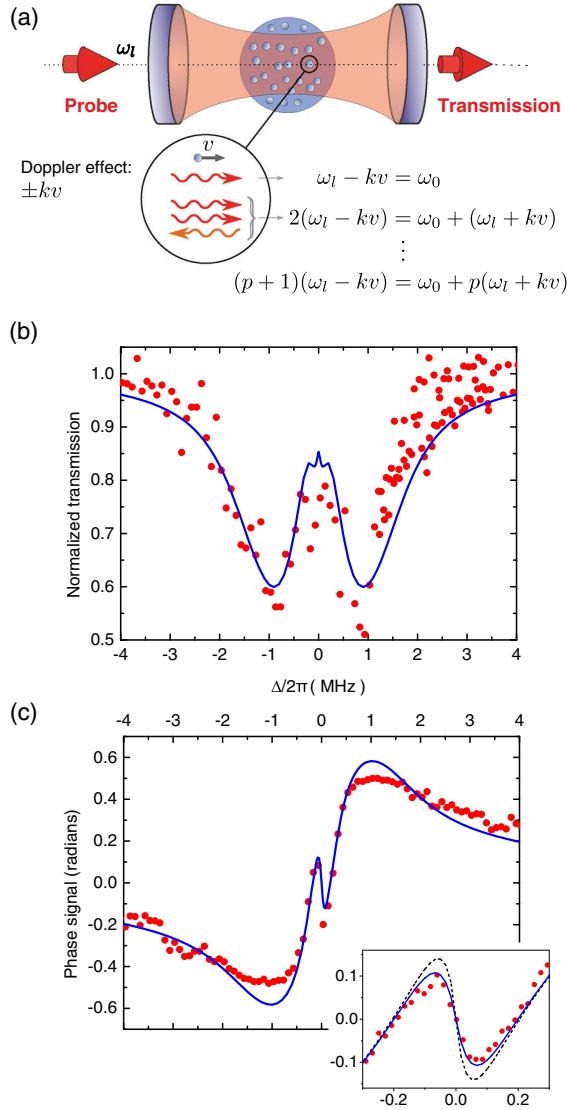 (a)
ω_l
Probe
Transmission
v
Doppler effect:
±kv
ω_l − kv = ω_0
2(ω_l − kv) = ω_0 + (ω_l + kv)
⋮
(p + 1)(ω_l − kv) = ω_0 + p(ω_l + kv)
(b)
1.0
0.9
0.8
0.7
0.6
0.5
Normalized transmission
-4 -3 -2 -1 0 1 2 3 4
Δ/2π ( MHz )
(c)
-4 -3 -2 -1 0 1 2 3 4
0.6
0.4
0.2
0.0
-0.2
-0.4
-0.6
Phase signal (radians)
0.1
0.0
-0.1
-0.2 0.0 0.2